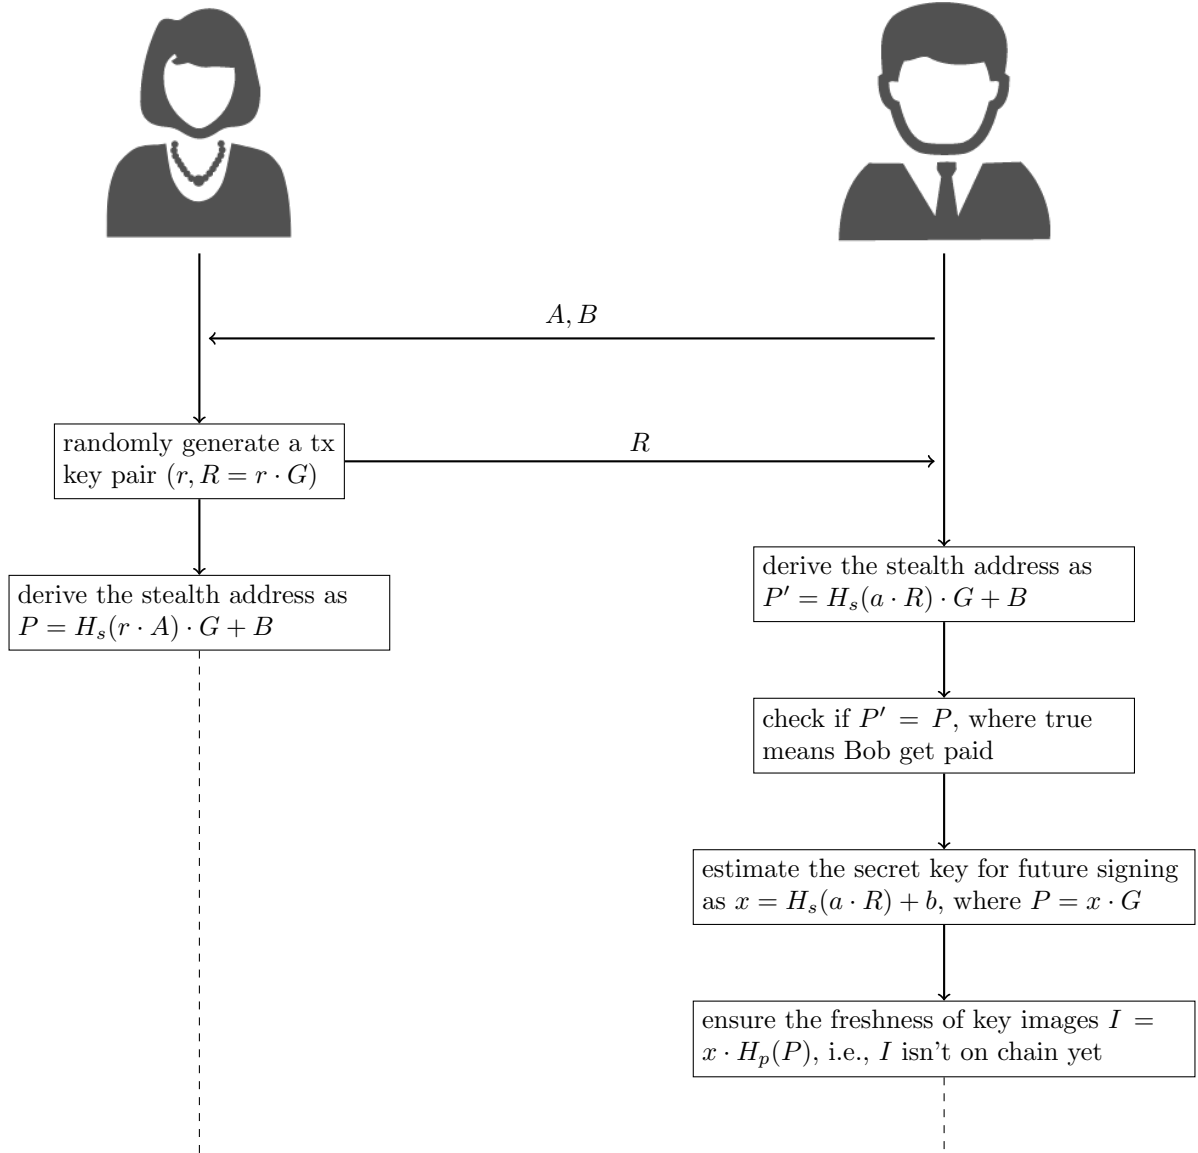 A, B
randomly generate a tx
key pair (r, R = r · G)
R
derive the stealth address as
P = H_s(r · A) · G + B
derive the stealth address as
P′ = H_s(a · R) · G + B
check if P′ = P, where true
means Bob get paid
estimate the secret key for future signing
as x = H_s(a · R) + b, where P = x · G
ensure the freshness of key images I =
x · H_p(P), i.e., I isn't on chain yet